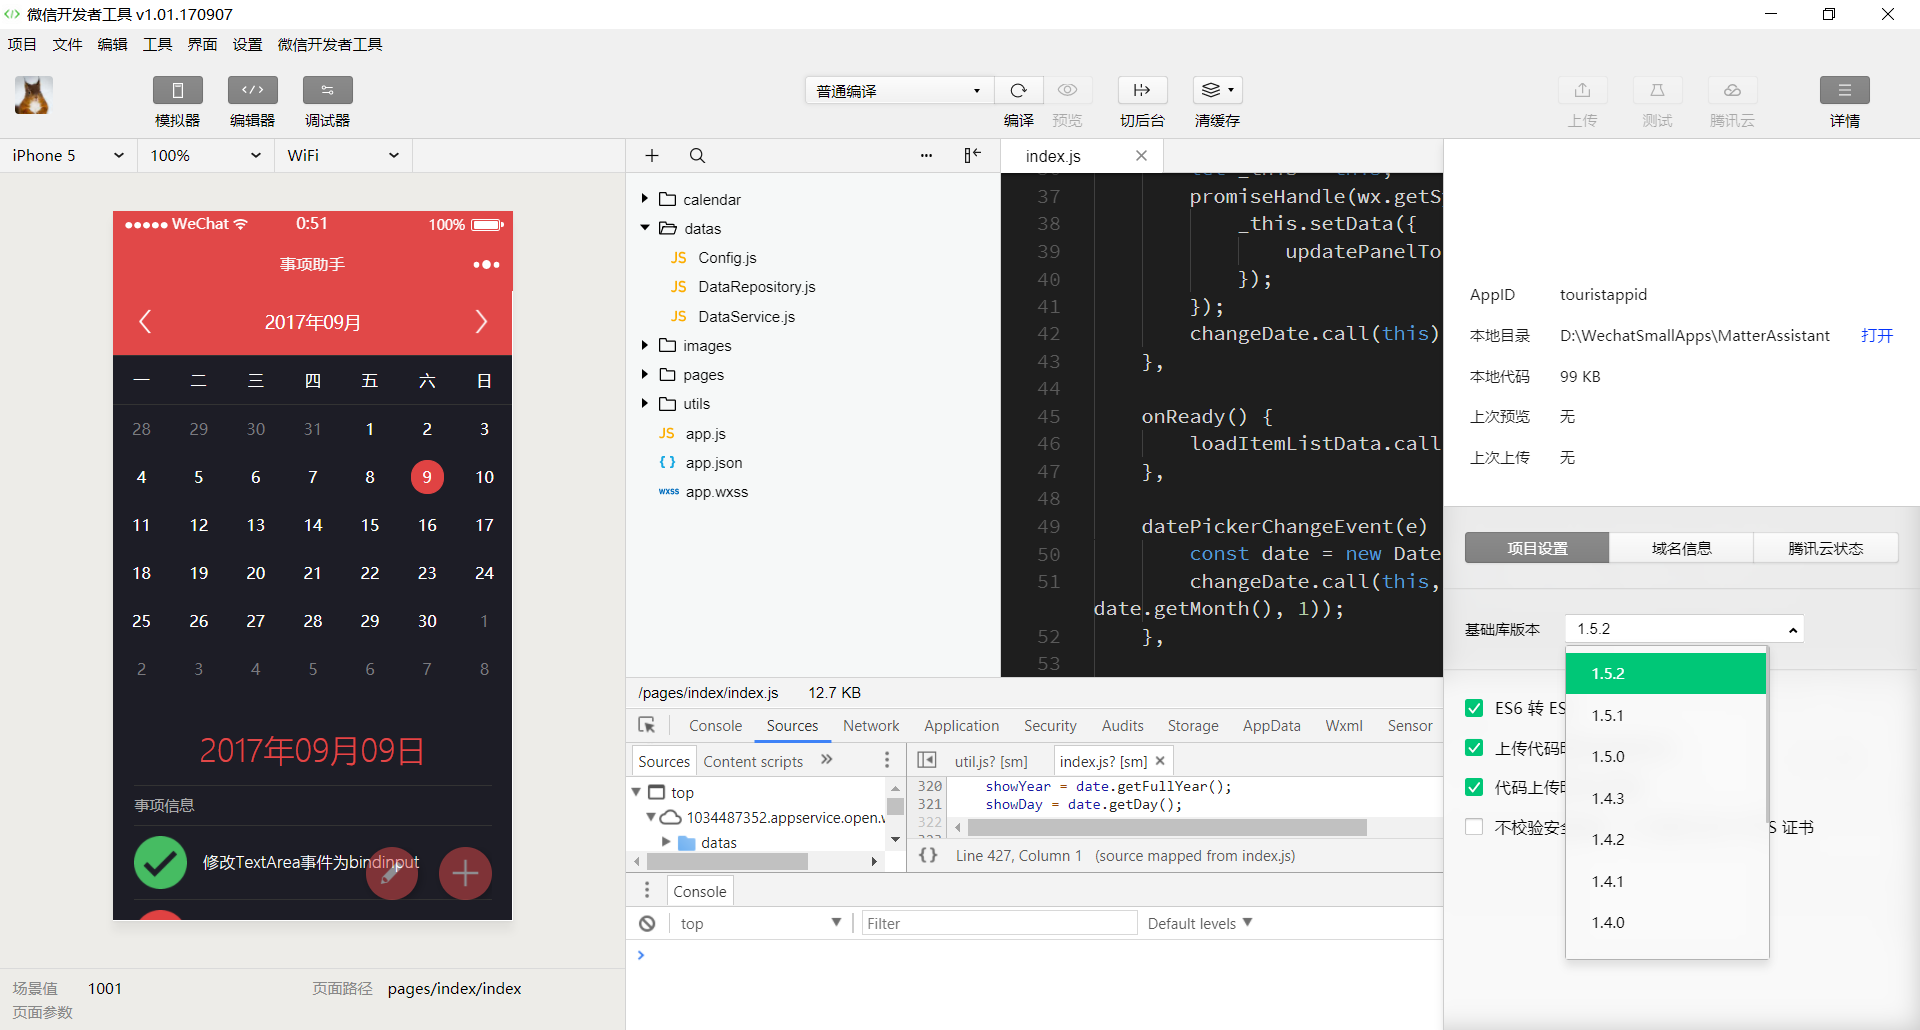 微信开发者工具 v1.01.170907
项目 文件 编辑 工具 界面 设置 微信开发者工具
模拟器 编辑器 调试器
普通编译
编译 预览 切后台 清缓存
上传 测试 腾讯云 详情
iPhone 5 100% WiFi
WeChat 0:51 100%
事项助手
2017年09月
一 二 三 四 五 六 日
28 29 30 31 1 2 3
4 5 6 7 8 9 10
11 12 13 14 15 16 17
18 19 20 21 22 23 24
25 26 27 28 29 30 1
2 3 4 5 6 7 8
2017年09月09日
事项信息
修改TextArea事件为bindinput
场景值 1001 页面路径 pages/index/index
页面参数
calendar
datas
JS Config.js
JS DataRepository.js
JS DataService.js
images
pages
utils
JS app.js
{ } app.json
wxss app.wxss
index.js
37 promiseHandle(wx.getS
38 _this.setData({
39 updatePanelTo
40 });
41 });
42 changeDate.call(this)
43 },
44
45 onReady() {
46 loadItemListData.call
47 },
48
49 datePickerChangeEvent(e)
50 const date = new Date
51 changeDate.call(this,
date.getMonth(), 1));
52 },
53
/pages/index/index.js 12.7 KB
Console Sources Network Application Security Audits Storage AppData Wxml Sensor
Sources Content scripts »
top
1034487352.appservice.open.w
datas
util.js? [sm] index.js? [sm]
320 showYear = date.getFullYear();
321 showDay = date.getDay();
322
{} Line 427, Column 1 (source mapped from index.js)
Console
top Filter Default levels
AppID touristappid
本地目录 D:\WechatSmallApps\MatterAssistant 打开
本地代码 99 KB
上次预览 无
上次上传 无
项目设置 域名信息 腾讯云状态
基础库版本 1.5.2
1.5.2
1.5.1
1.5.0
1.4.3
1.4.2
1.4.1
1.4.0
ES6 转 ES
上传代码
代码上传
不校验安 S 证书